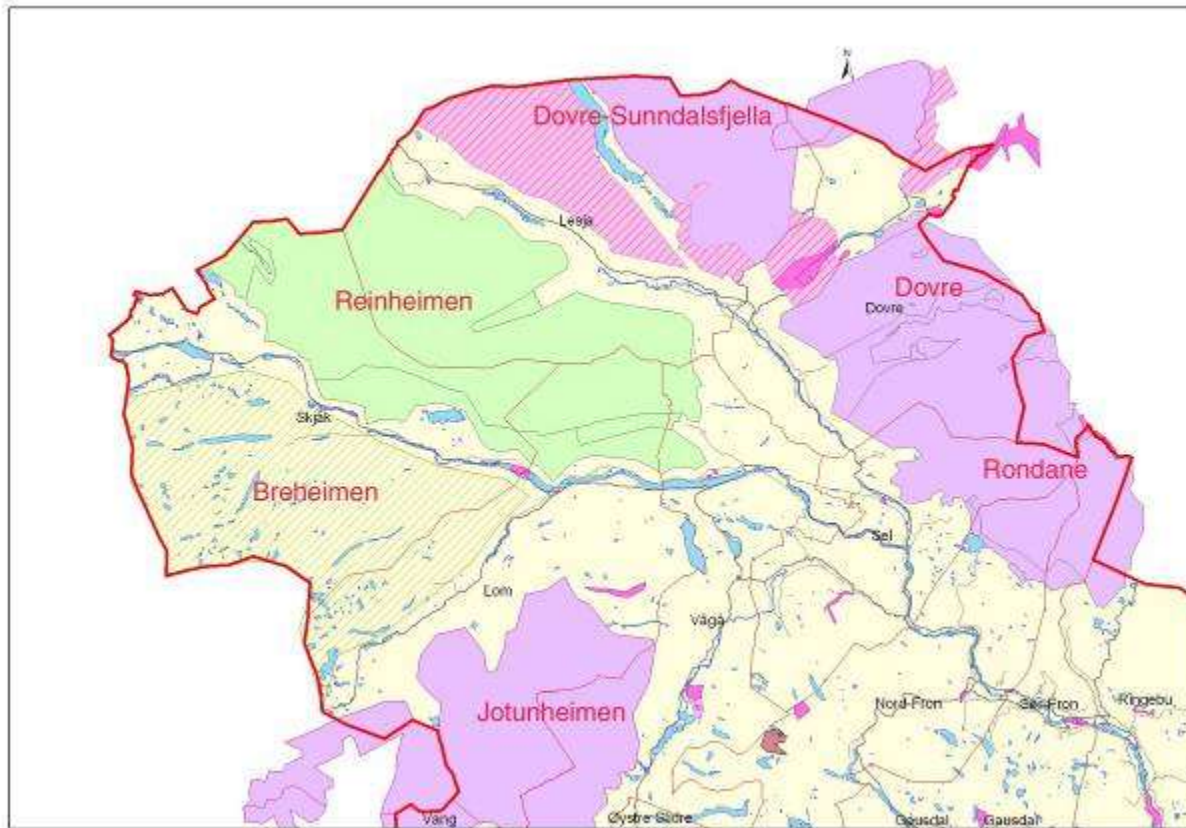 N
Dovre-Sunndalsfjella
Lesja
Reinheimen
Dovre
Dovre
Skjåk
Breheimen
Rondane
Sel
Lom
Vågå
Jotunheimen
Nord-Fron
Sør-Fron
Ringebu
Vang
Øystre Slidre
Gausdal
Gausdal